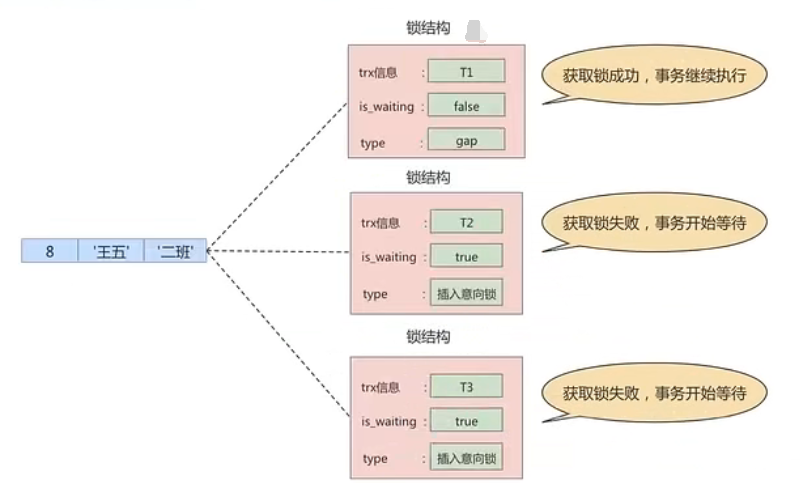 锁结构
trx信息 : T1
is_waiting : false
type : gap
获取锁成功，事务继续执行
锁结构
trx信息 : T2
is_waiting : true
type : 插入意向锁
获取锁失败，事务开始等待
8 '王五' '二班'
锁结构
trx信息 : T3
is_waiting : true
type : 插入意向锁
获取锁失败，事务开始等待